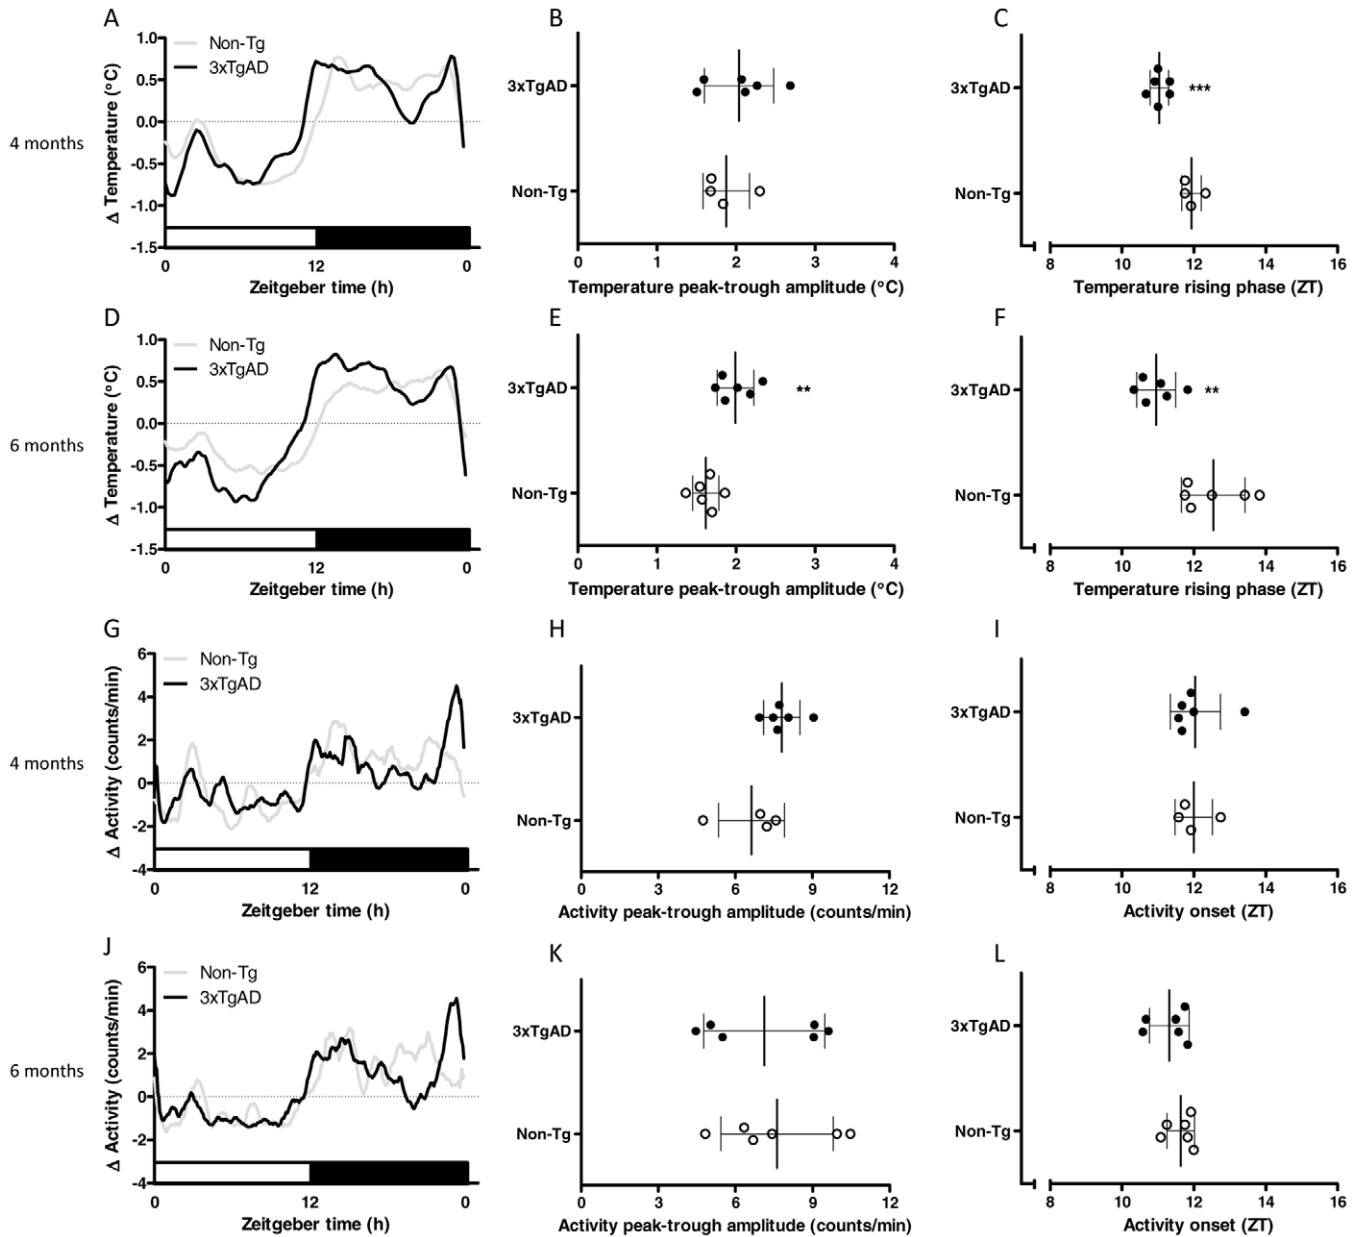 A
B
C
4 months
Δ Temperature (°C)
1.0
0.5
0.0
-0.5
-1.0
-1.5
Non-Tg
3xTgAD
0 12 0
Zeitgeber time (h)
3xTgAD
Non-Tg
0 1 2 3 4
Temperature peak-trough amplitude (°C)
3xTgAD ***
Non-Tg
8 10 12 14 16
Temperature rising phase (ZT)
D
E
F
6 months
Δ Temperature (°C)
1.0
0.5
0.0
-0.5
-1.0
-1.5
Non-Tg
3xTgAD
0 12 0
Zeitgeber time (h)
3xTgAD **
Non-Tg
0 1 2 3 4
Temperature peak-trough amplitude (°C)
3xTgAD **
Non-Tg
8 10 12 14 16
Temperature rising phase (ZT)
G
H
I
4 months
Δ Activity (counts/min)
6
4
2
0
-2
-4
Non-Tg
3xTgAD
0 12 0
Zeitgeber time (h)
3xTgAD
Non-Tg
0 3 6 9 12
Activity peak-trough amplitude (counts/min)
3xTgAD
Non-Tg
8 10 12 14 16
Activity onset (ZT)
J
K
L
6 months
Δ Activity (counts/min)
6
4
2
0
-2
-4
Non-Tg
3xTgAD
0 12 0
Zeitgeber time (h)
3xTgAD
Non-Tg
0 3 6 9 12
Activity peak-trough amplitude (counts/min)
3xTgAD
Non-Tg
8 10 12 14 16
Activity onset (ZT)